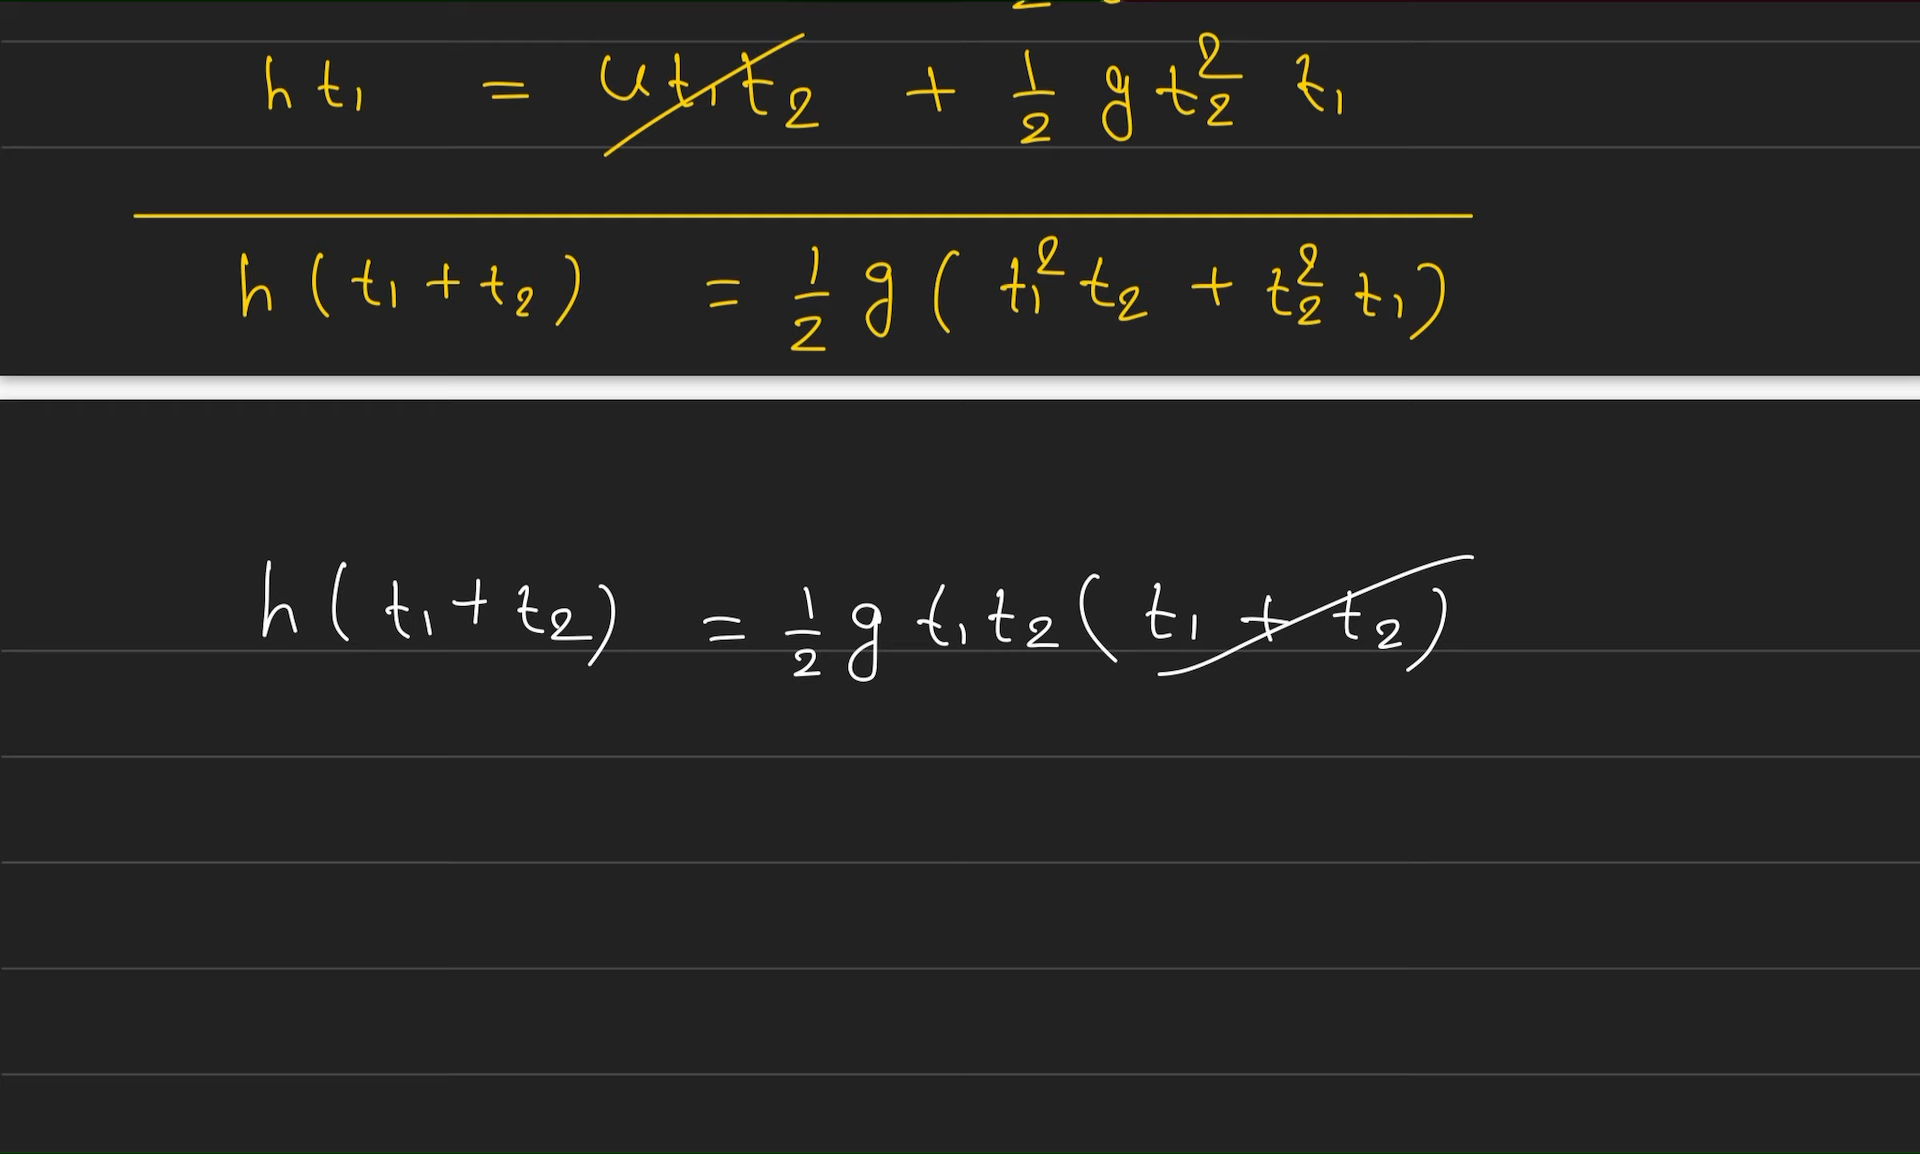 h t₁ = u t₁ t₂ + 1/2 g t₂² t₁
h ( t₁ + t₂ ) = 1/2 g ( t₁² t₂ + t₂² t₁ )
h ( t₁ + t₂ ) = 1/2 g t₁ t₂ ( t₁ + t₂ )